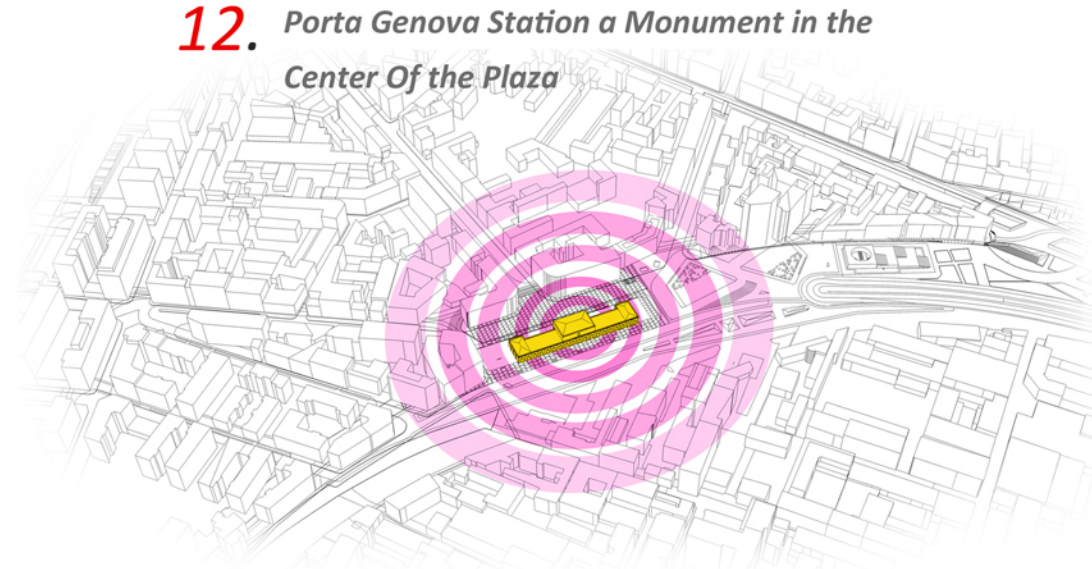 12. Porta Genova Station a Monument in the
Center Of the Plaza